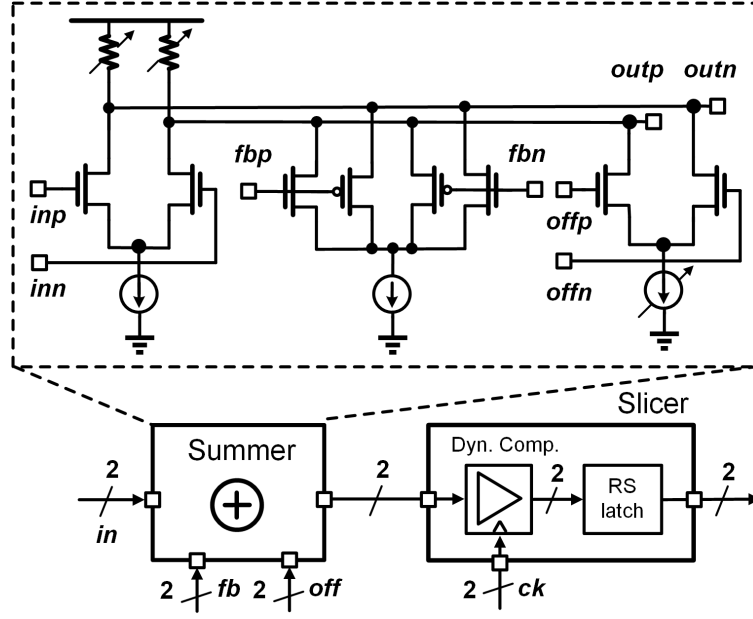 outp outn
fbp
fbn
inp
offp
inn
offn
Slicer
Summer
Dyn. Comp.
2
2
2
2
RS
latch
in
2 fb 2 off
2 ck